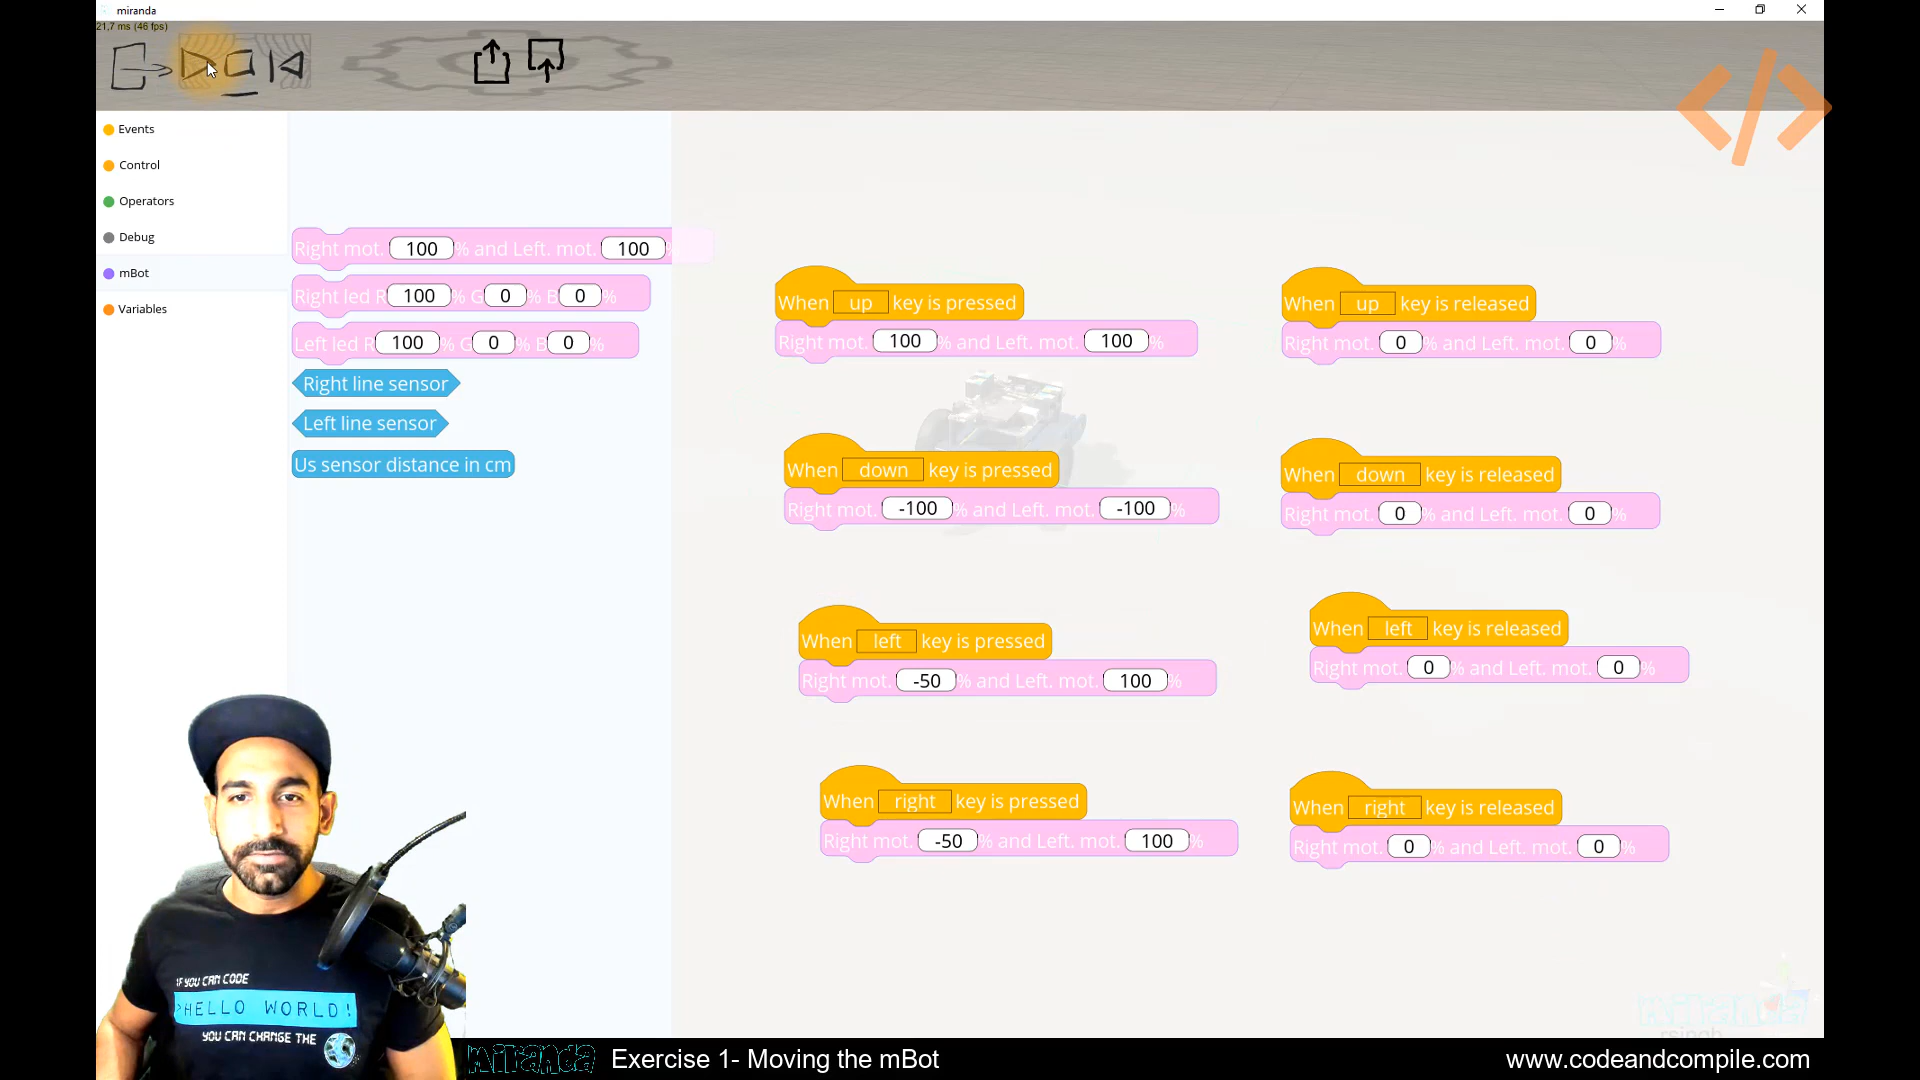 miranda
21,7 ms (46 fps)
Events
Control
Operators
Debug
mBot
Variables
Right mot. 100 % and Left. mot. 100 %
Right led R 100 % G 0 % B 0 %
Left led R 100 % G 0 % B 0 %
Right line sensor
Left line sensor
Us sensor distance in cm
When up key is pressed
Right mot. 100 % and Left. mot. 100 %
When up key is released
Right mot. 0 % and Left. mot. 0 %
When down key is pressed
Right mot. -100 % and Left. mot. -100 %
When down key is released
Right mot. 0 % and Left. mot. 0 %
When left key is pressed
Right mot. -50 % and Left. mot. 100 %
When left key is released
Right mot. 0 % and Left. mot. 0 %
When right key is pressed
Right mot. -50 % and Left. mot. 100 %
When right key is released
Right mot. 0 % and Left. mot. 0 %
IF YOU CAN CODE
>HELLO WORLD!
YOU CAN CHANGE THE
miranda
rsingh
miranda Exercise 1- Moving the mBot
www.codeandcompile.com